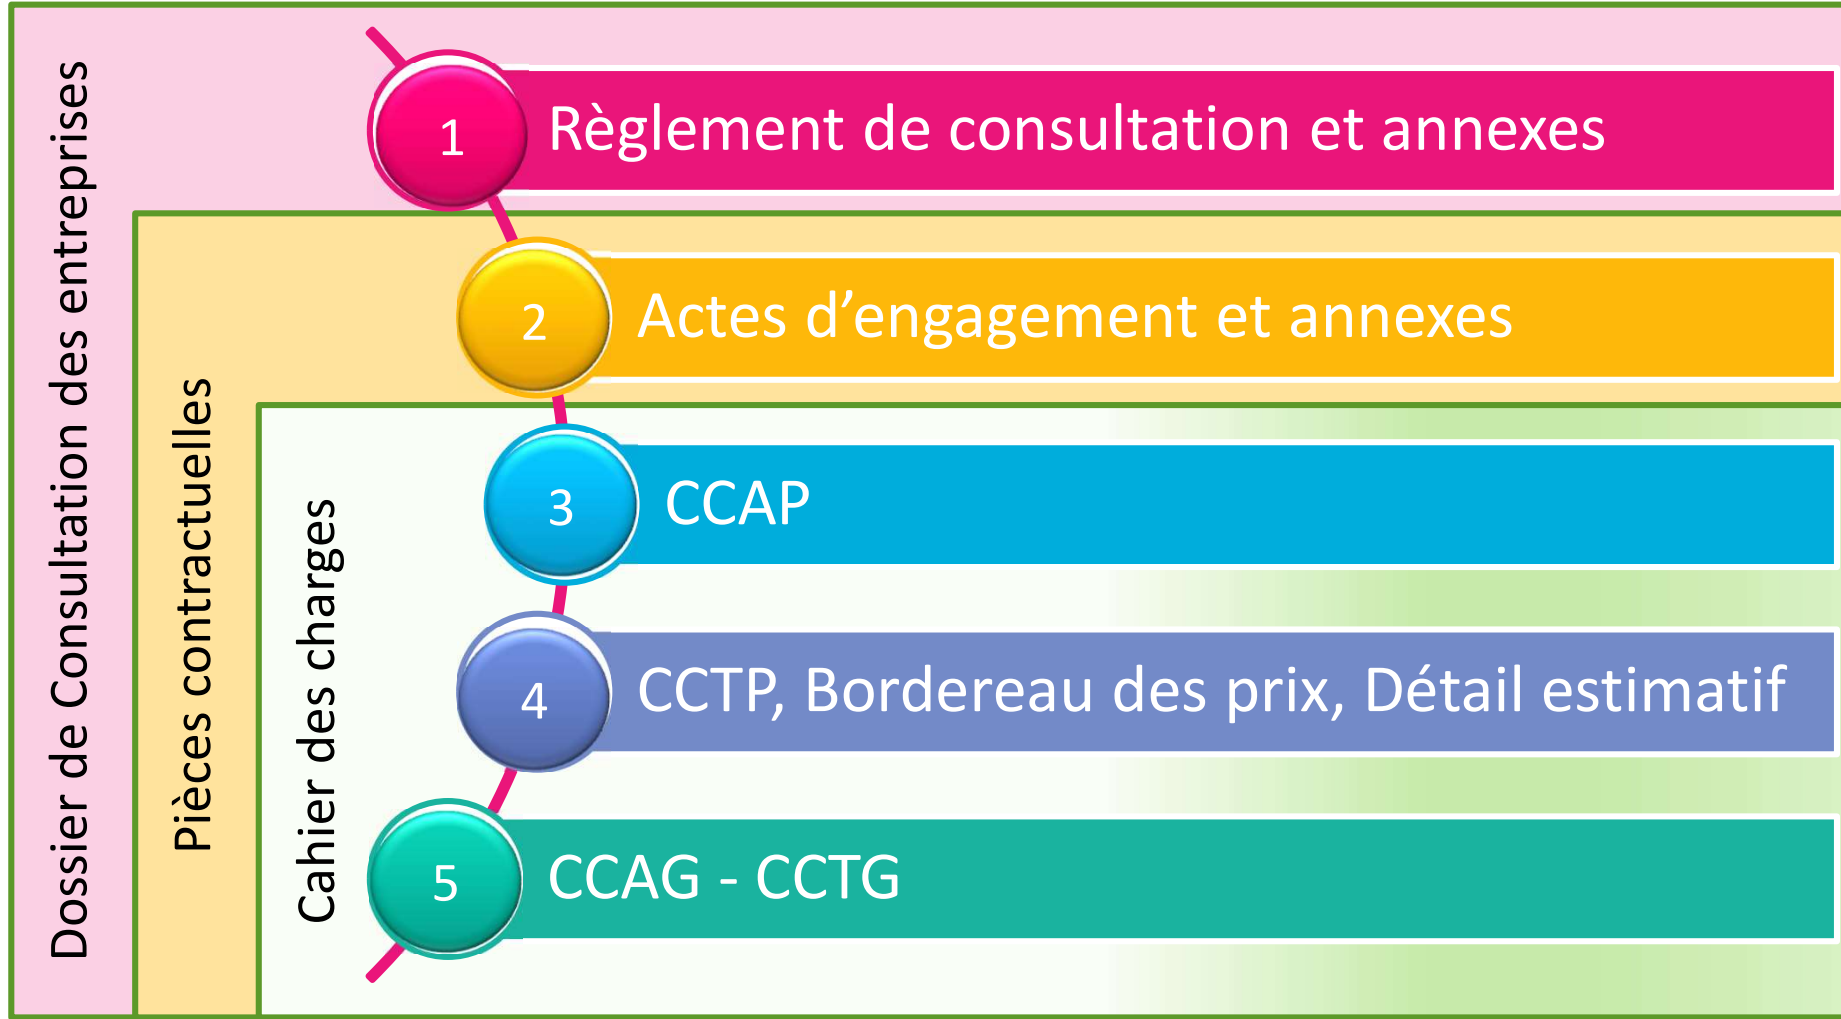 Dossier de Consultation des entreprises
Pièces contractuelles
Cahier des charges
1
Règlement de consultation et annexes
2
Actes d’engagement et annexes
3
CCAP
4
CCTP, Bordereau des prix, Détail estimatif
5
CCAG - CCTG